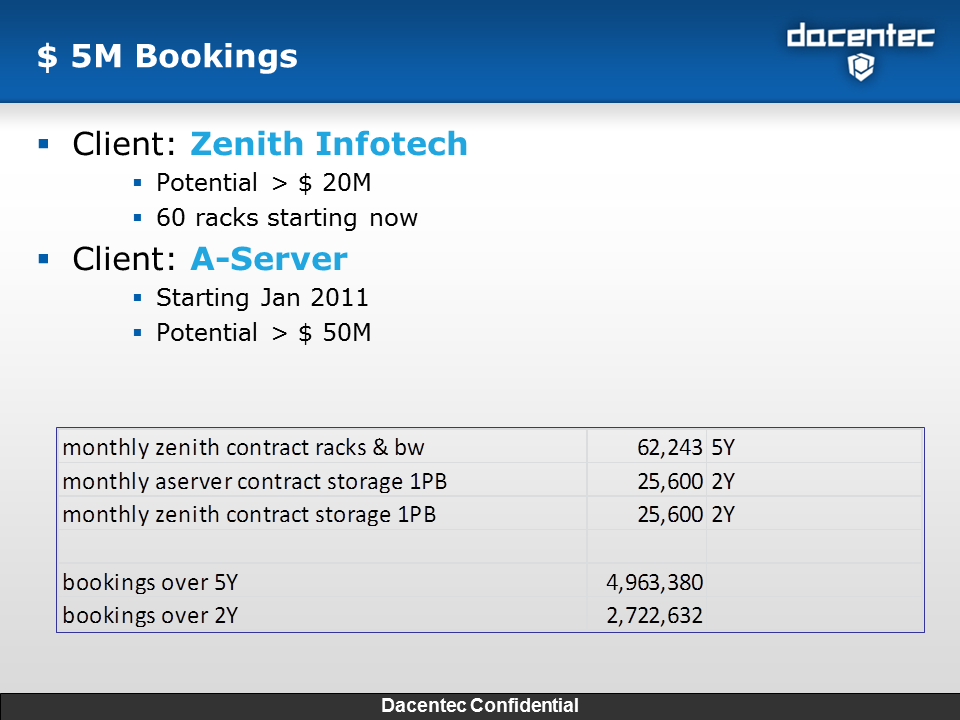 $ 5M Bookings
dacentec
Client: Zenith Infotech
Potential > $ 20M
60 racks starting now
Client: A-Server
Starting Jan 2011
Potential > $ 50M
monthly zenith contract racks & bw 62,243 5Y
monthly aserver contract storage 1PB 25,600 2Y
monthly zenith contract storage 1PB 25,600 2Y
bookings over 5Y 4,963,380
bookings over 2Y 2,722,632
Dacentec Confidential